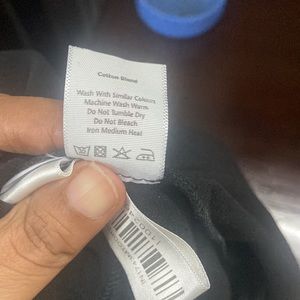 Cotton Blend
Wash With Similar Colours
Machine Wash Warm
Do Not Tumble Dry
Do Not Bleach
Iron Medium Heat